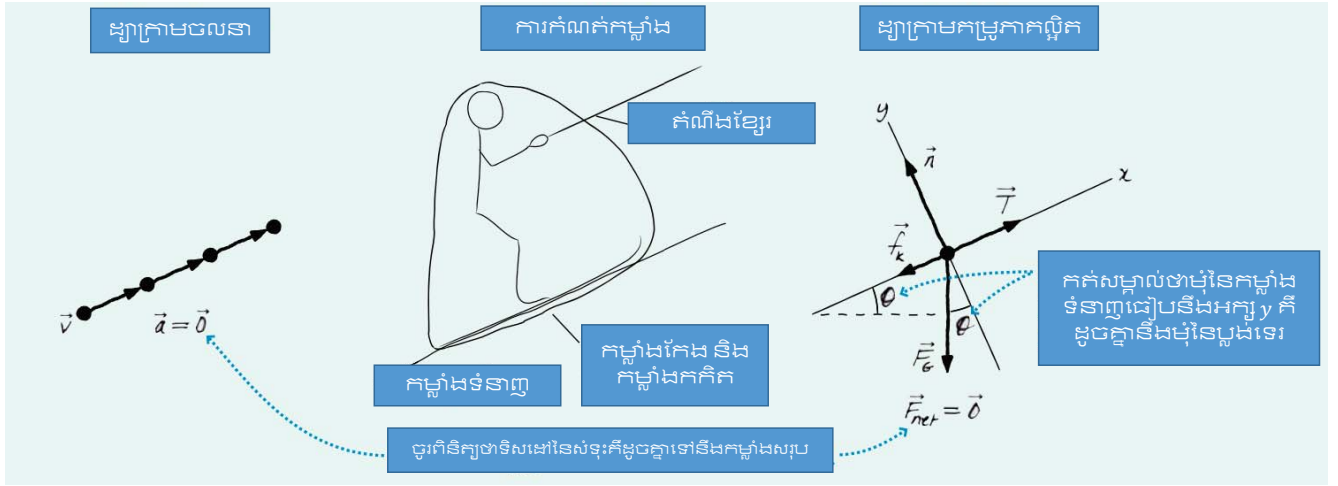 ដ្យាក្រាមចលនា
ការកំណត់កម្លាំង
ដ្យាក្រាមគម្រូភាគល្អិត
តំណឹងខ្សែរ
y
n⃗
x
T⃗
f⃗k
កត់សម្គាល់ថាមុំនៃកម្លាំង
ទំនាញធៀបនឹងអក្ស y គឺ
ដូចគ្នានឹងមុំនៃប្លង់ទេរ
θ
θ
v⃗
a⃗ = 0⃗
កម្លាំងកែង និង
កម្លាំងកកិត
កម្លាំងទំនាញ
F⃗G
F⃗net = 0⃗
ចូរពិនិត្យថាទិសដៅនៃសំទុះគឺដូចគ្នាទៅនឹងកម្លាំងសរុប